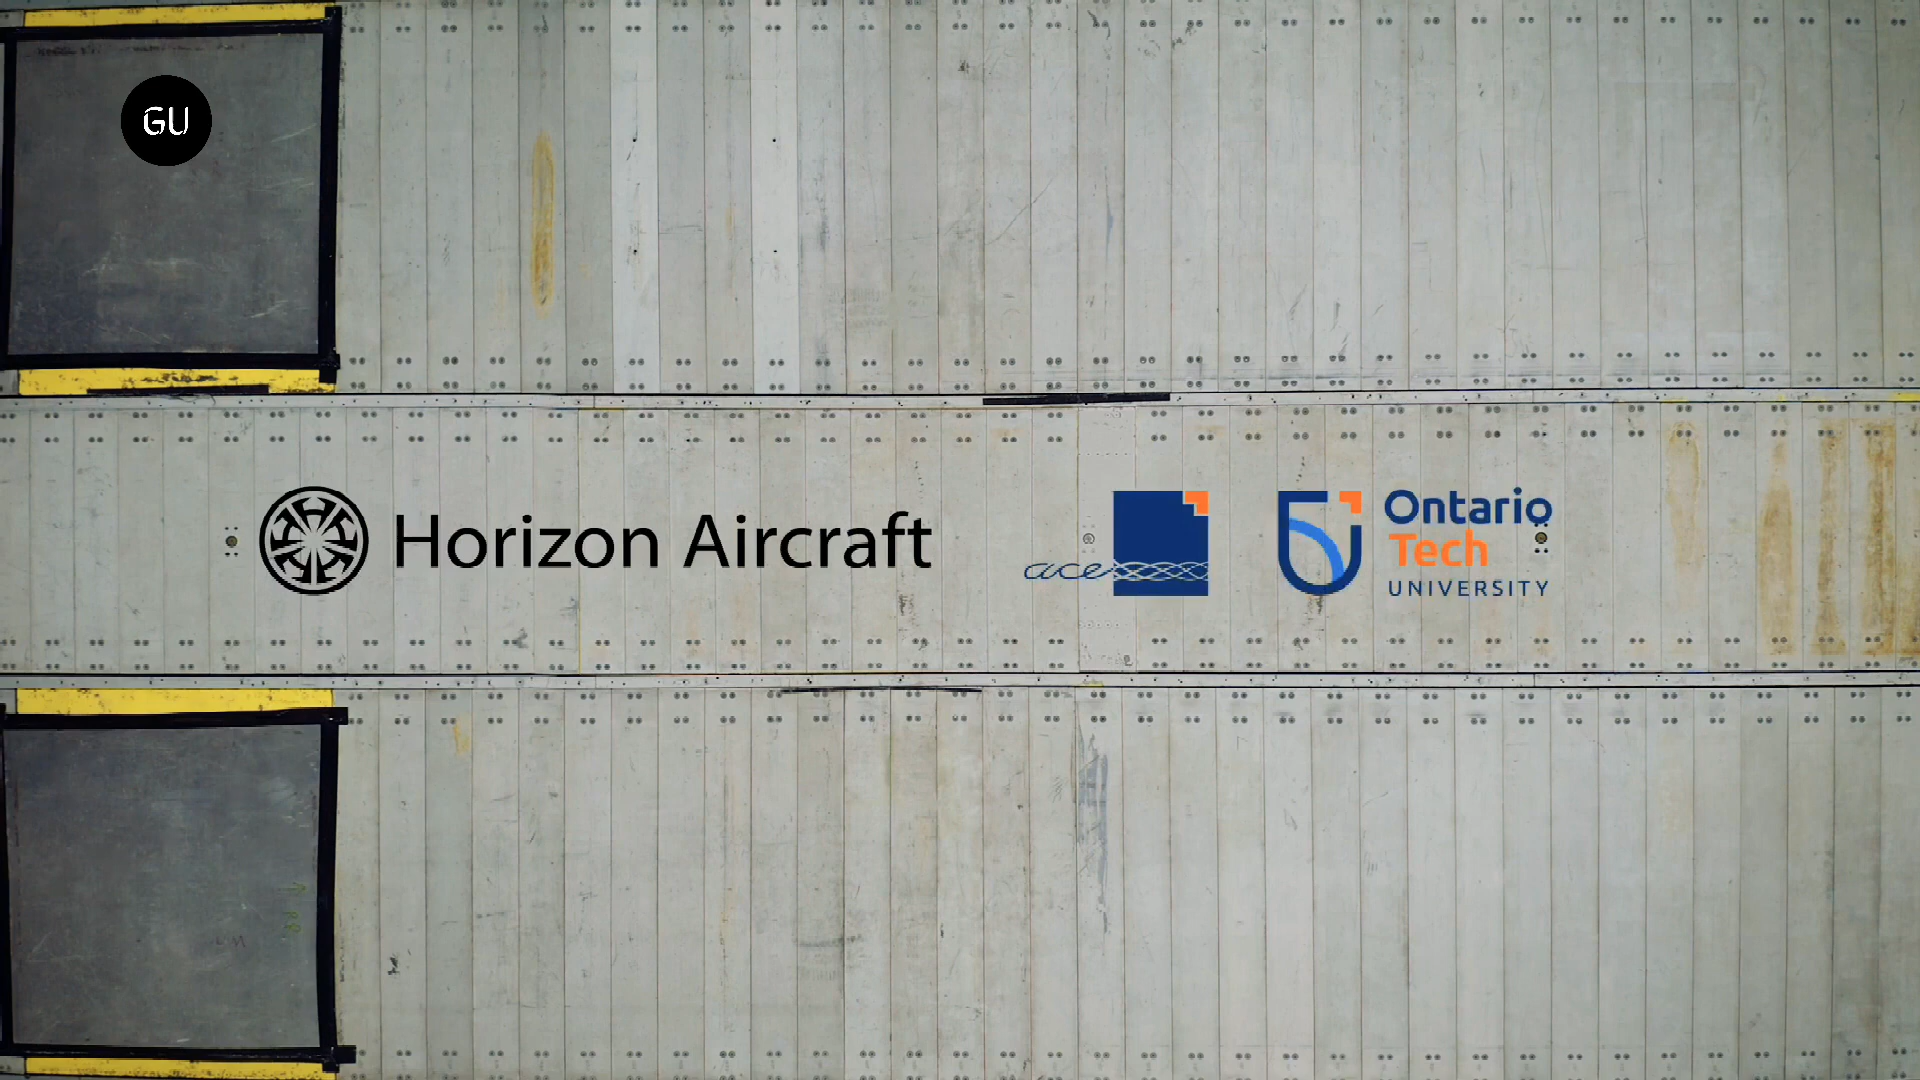 GU
Horizon Aircraft
ace
Ontario
Tech
UNIVERSITY